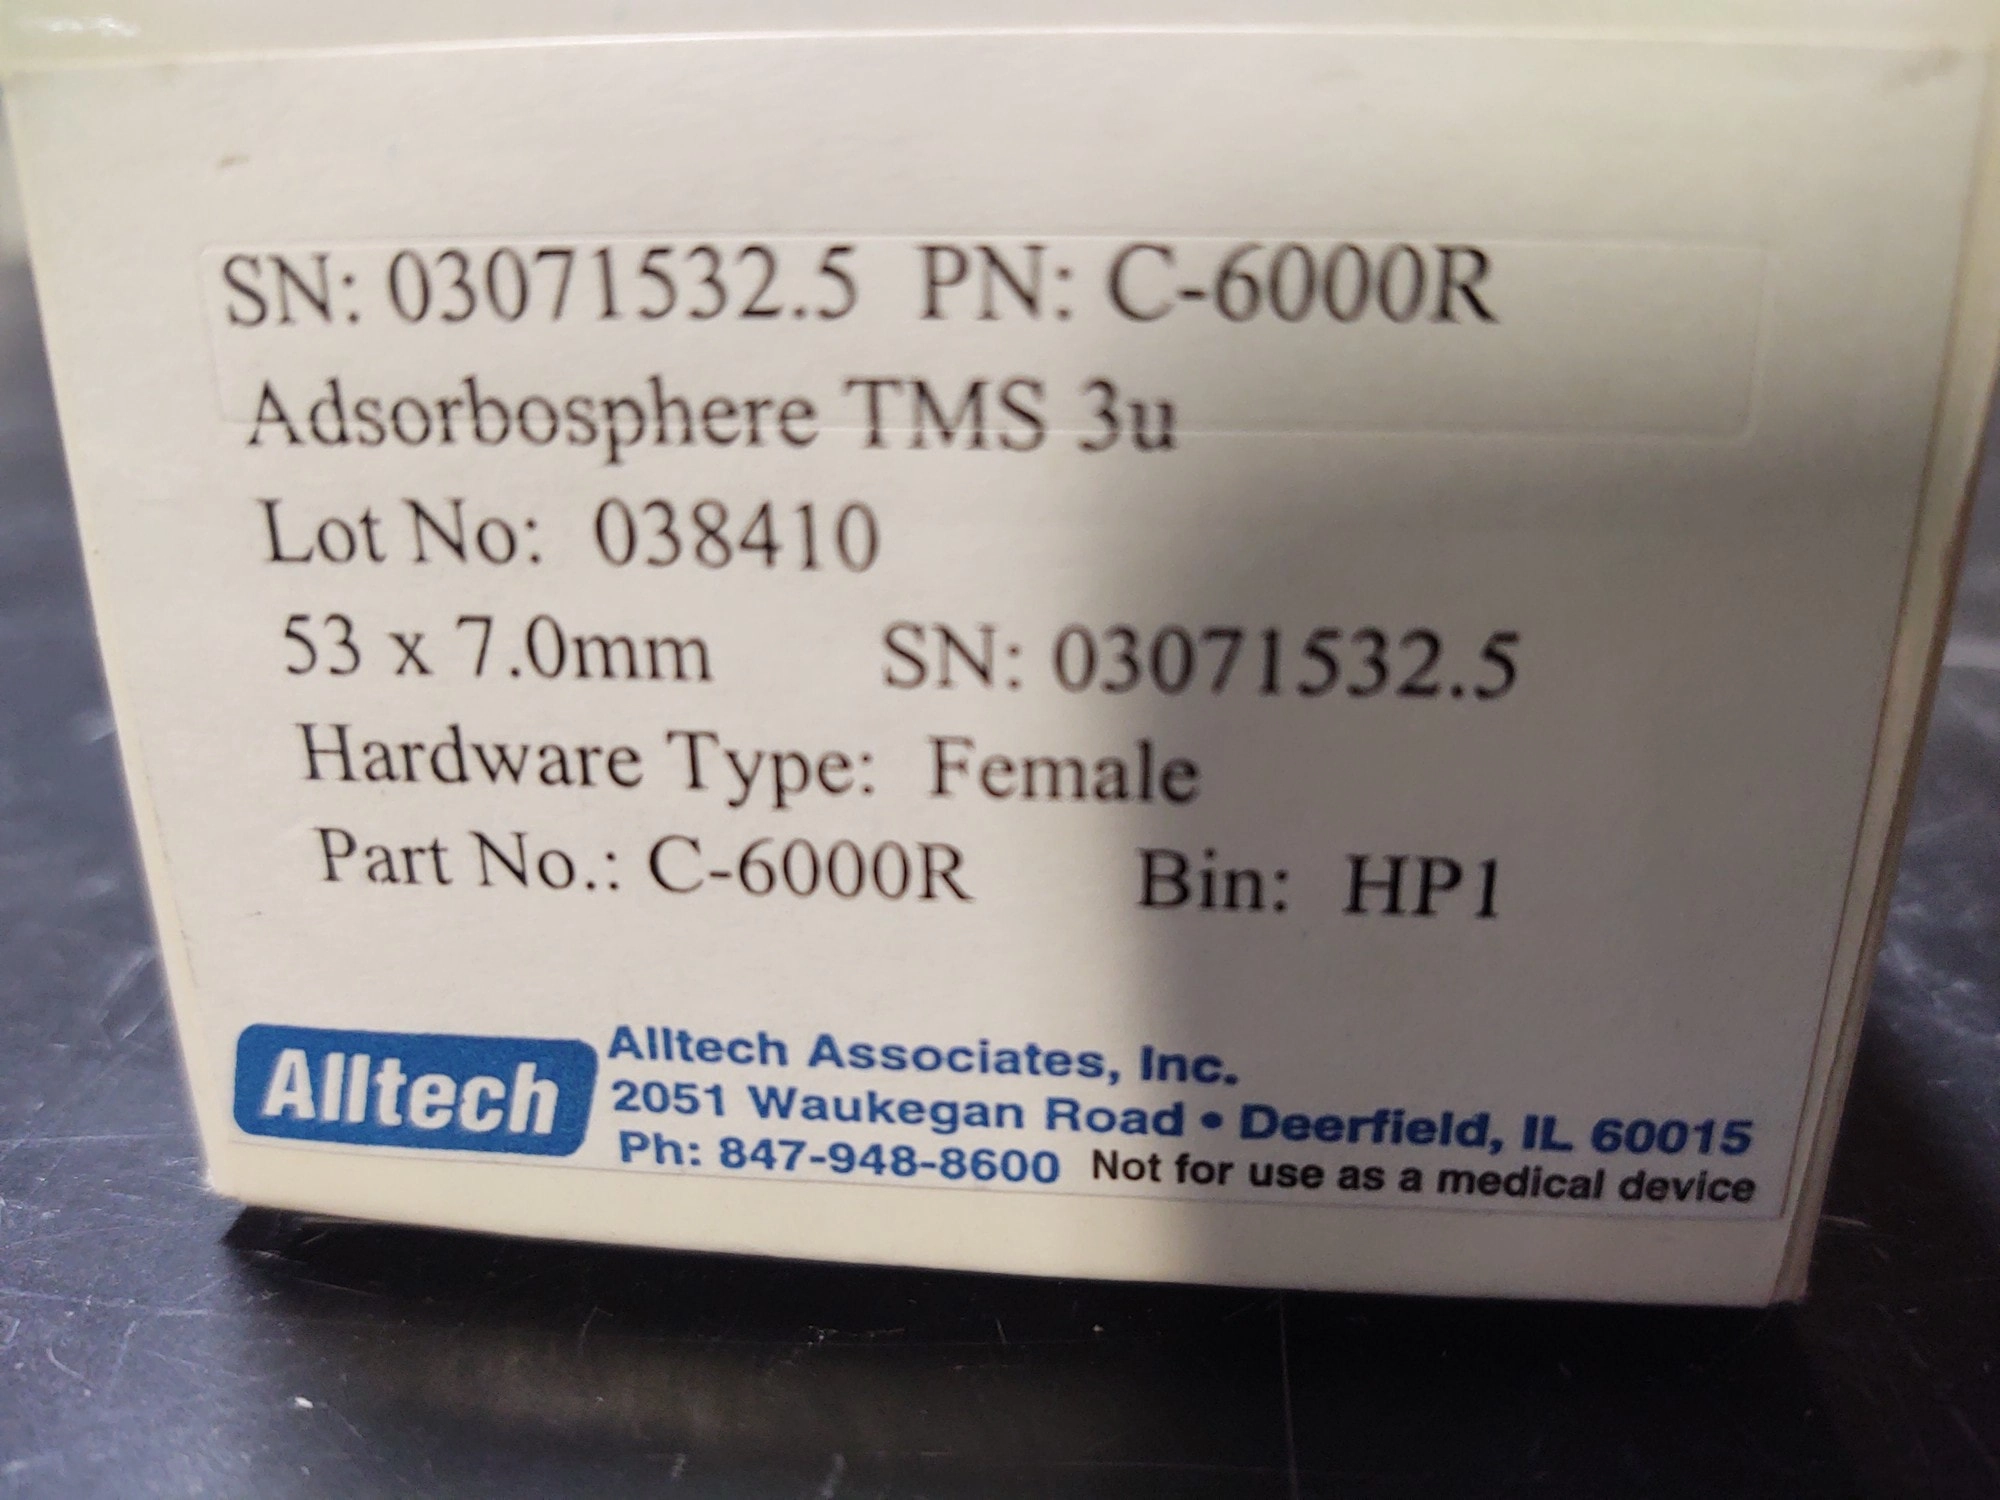 SN: 03071532.5 PN: C-6000R
Adsorbosphere TMS 3u
Lot No: 038410
53 x 7.0mm SN: 03071532.5
Hardware Type: Female
Part No.: C-6000R Bin: HP1
Alltech
Alltech Associates, Inc.
2051 Waukegan Road • Deerfield, IL 60015
Ph: 847-948-8600 Not for use as a medical device